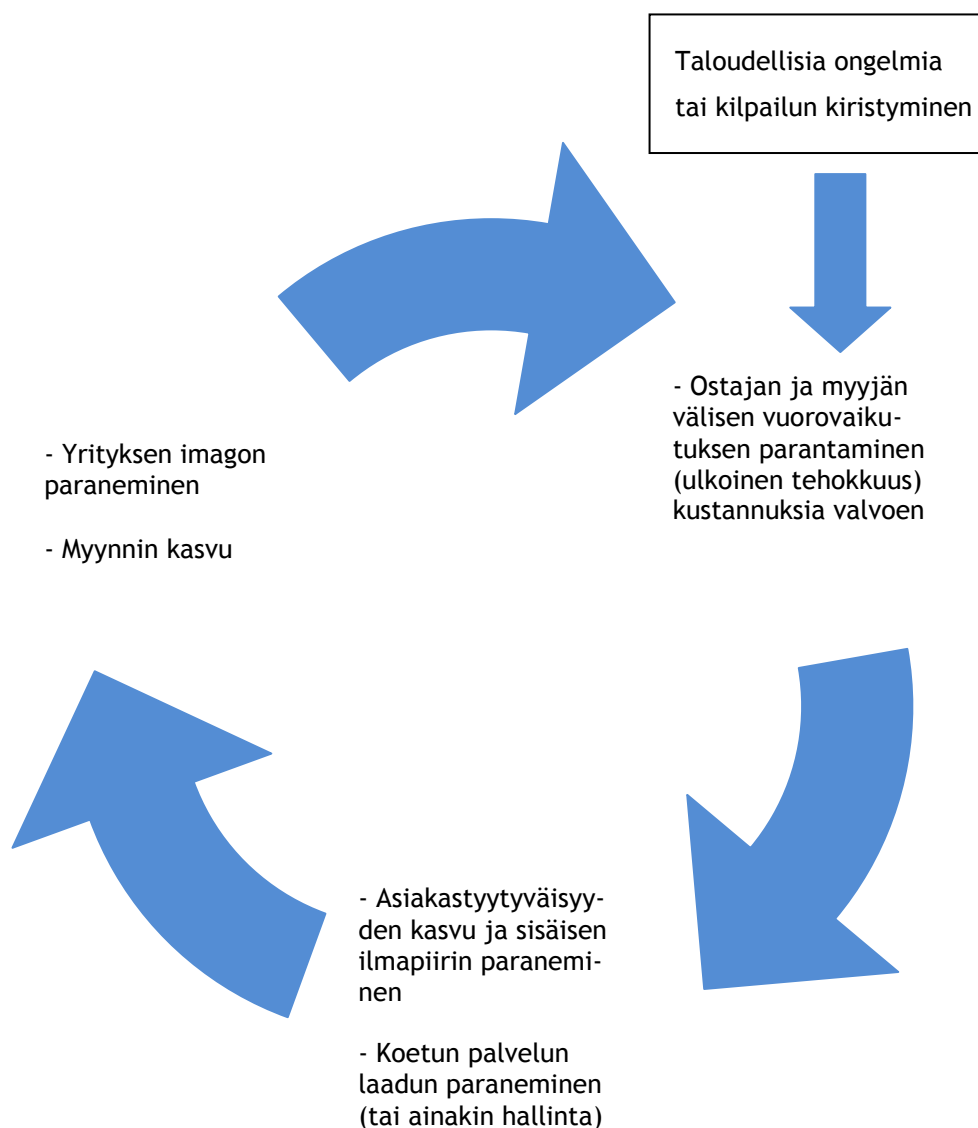 Taloudellisia ongelmia
tai kilpailun kiristyminen
- Ostajan ja myyjän
välisen vuorovaiku-
tuksen parantaminen
(ulkoinen tehokkuus)
kustannuksia valvoen
- Asiakastyytyväisyy-
den kasvu ja sisäisen
ilmapiirin paranemi-
nen
- Koetun palvelun
laadun paraneminen
(tai ainakin hallinta)
- Yrityksen imagon
paraneminen
- Myynnin kasvu